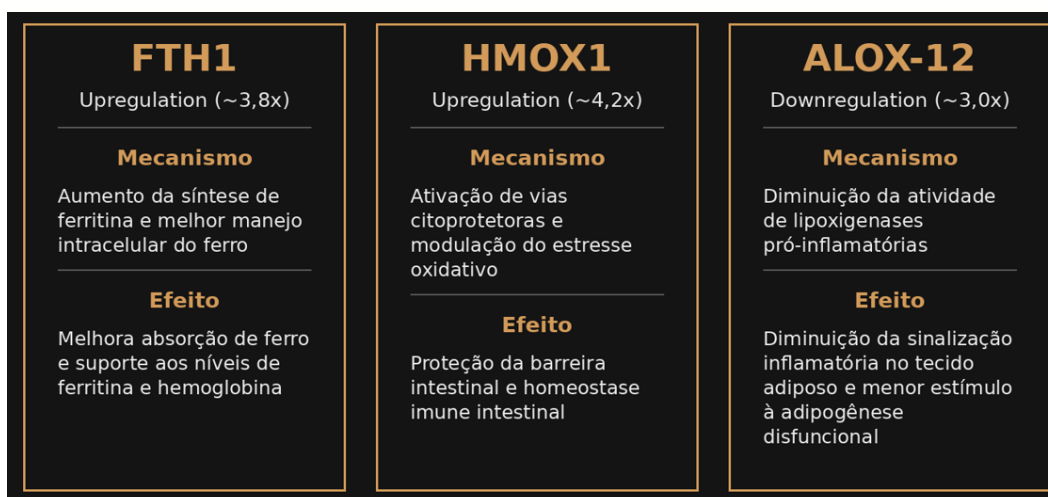 FTH1
Upregulation (~3,8x)
Mecanismo
Aumento da síntese de
ferritina e melhor manejo
intracelular do ferro
Efeito
Melhora absorção de ferro
e suporte aos níveis de
ferritina e hemoglobina
HMOX1
Upregulation (~4,2x)
Mecanismo
Ativação de vias
citoprotetoras e
modulação do estresse
oxidativo
Efeito
Proteção da barreira
intestinal e homeostase
imune intestinal
ALOX-12
Downregulation (~3,0x)
Mecanismo
Diminuição da atividade
de lipoxigenases
pró-inflamatórias
Efeito
Diminuição da sinalização
inflamatória no tecido
adiposo e menor estímulo
à adipogênese
disfuncional